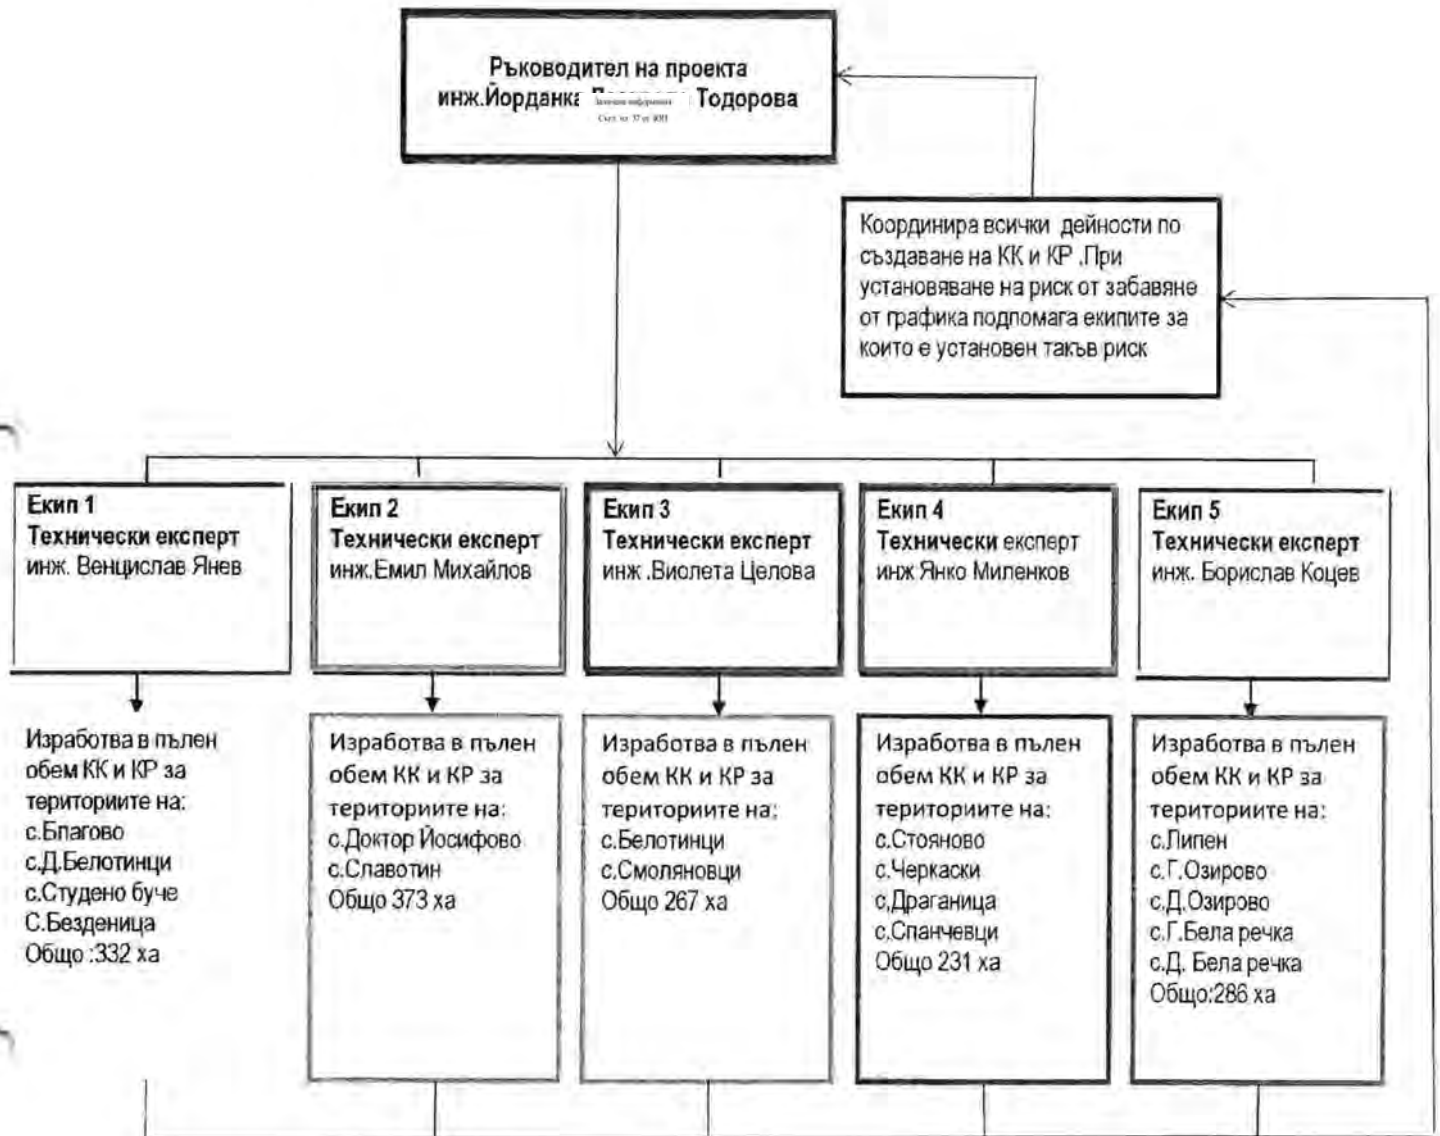 Ръководител на проекта
инж.Йорданка Тодорова
Координира всички дейности по
създаване на КК и КР .При
установяване на риск от забавяне
от графика подпомага екипите за
които е установен такъв риск
Екип 1
Технически експерт
инж. Венцислав Янев
Екип 2
Технически експерт
инж.Емил Михайлов
Екип 3
Технически експерт
инж .Виолета Целова
Екип 4
Технически експерт
инж Янко Миленков
Екип 5
Технически експерт
инж. Борислав Коцев
Изработва в пълен
обем КК и КР за
териториите на:
с.Благово
с.Д.Белотинци
с.Студено буче
С.Безденица
Общо :332 ха
Изработва в пълен
обем КК и КР за
териториите на:
с.Доктор Йосифово
с.Славотин
Общо 373 ха
Изработва в пълен
обем КК и КР за
териториите на:
с.Белотинци
с.Смоляновци
Общо 267 ха
Изработва в пълен
обем КК и КР за
териториите на:
с.Стояново
с.Черкаски
с.Драганица
с.Спанчевци
Общо 231 ха
Изработва в пълен
обем КК и КР за
териториите на:
с.Липен
с.Г.Озирово
с.Д.Озирово
с.Г.Бела речка
с.Д. Бела речка
Общо:286 ха